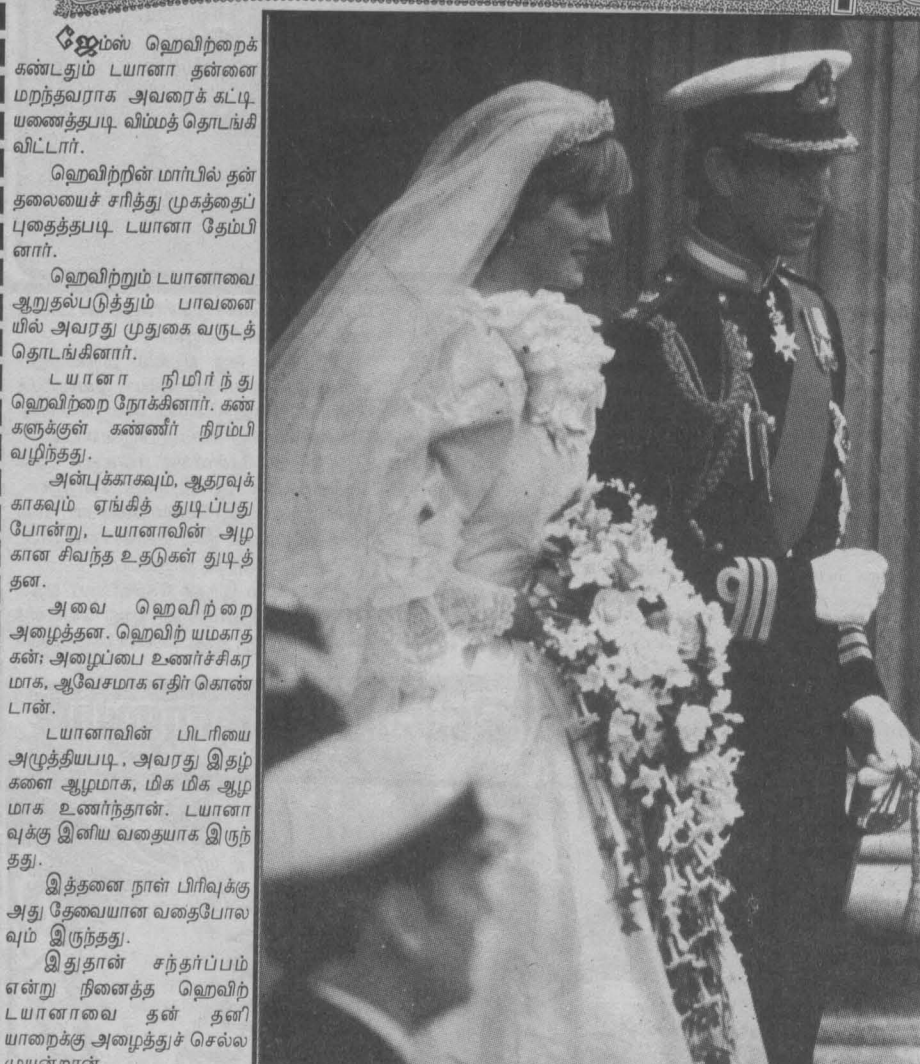 ஜேம்ஸ் ஹெவிற்றைக்
கண்டதும் டயானா தன்னை
மறந்தவராக அவரைக் கட்டி
யணைத்தபடி விம்மத் தொடங்கி
விட்டார்.
ஹெவிற்றின் மார்பில் தன்
தலையைச் சரித்து முகத்தைப்
புதைத்தபடி டயானா தேம்பி
னார்.
ஹெவிற்றும் டயானாவை
ஆறுதல்படுத்தும் பாவனை
யில் அவரது முதுகை வருடத்
தொடங்கினார்.
டயானா நிமிர்ந்து
ஹெவிற்றை நோக்கினார். கண்
களுக்குள் கண்ணீர் நிரம்பி
வழிந்தது.
அன்புக்காகவும், ஆதரவுக்
காகவும் ஏங்கித் துடிப்பது
போன்று, டயானாவின் அழ
கான சிவந்த உதடுகள் துடித்
தன.
அவை ஹெவிற்றை
அழைத்தன. ஹெவிற் யமகாத
கன்; அழைப்பை உணர்ச்சிகர
மாக, ஆவேசமாக எதிர் கொண்
டான்.
டயானாவின் பிடரியை
அழுத்தியபடி, அவரது இதழ்
களை ஆழமாக, மிக மிக ஆழ
மாக உணர்ந்தான். டயானா
வுக்கு இனிய வதையாக இருந்
தது.
இத்தனை நாள் பிரிவுக்கு
அது தேவையான வதைபோல
வும் இருந்தது.
இதுதான் சந்தர்ப்பம்
என்று நினைத்த ஹெவிற்
டயானாவை தன் தனி
யாறைக்கு அழைத்துச் செல்ல
முயன்றான்.